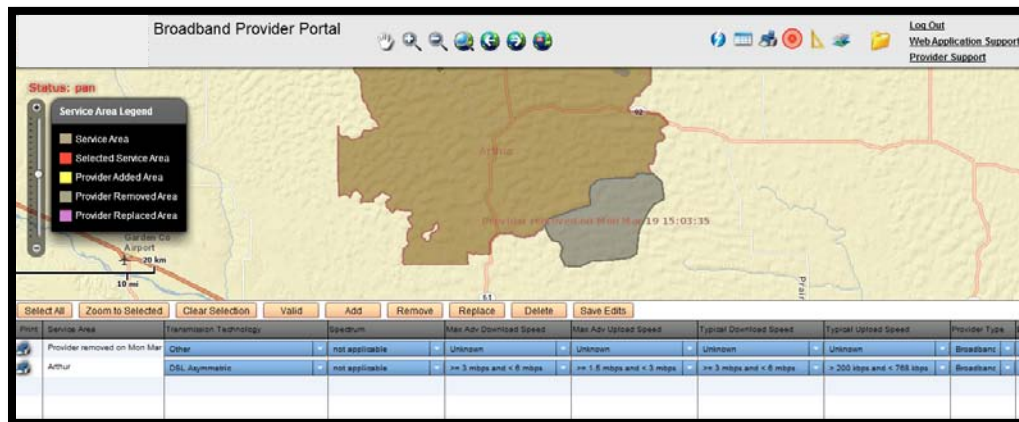 Broadband Provider Portal
Log Out
Web Application Support
Provider Support
Status: pan
Service Area Legend
Service Area
Selected Service Area
Provider Added Area
Provider Removed Area
Provider Replaced Area
92
Arthur
Provider removed on Mon Mar 19 15:03:35
Garden Co
Airport
20 km
10 mi
61
Prair
Select All Zoom to Selected Clear Selection Valid Add Remove Replace Delete Save Edits
Print Service Area Transmission Technology Spectrum Max Adv Download Speed Max Adv Upload Speed Typical Download Speed Typical Upload Speed Provider Type
Provider removed on Mon Mar Other not applicable Unknown Unknown Unknown Unknown Broadbanc
Arthur DSL Asymmetric not applicable >= 3 mbps and < 6 mbps >= 1.5 mbps and < 3 mbps >= 3 mbps and < 6 mbps > 200 kbps and < 768 kbps Broadbanc